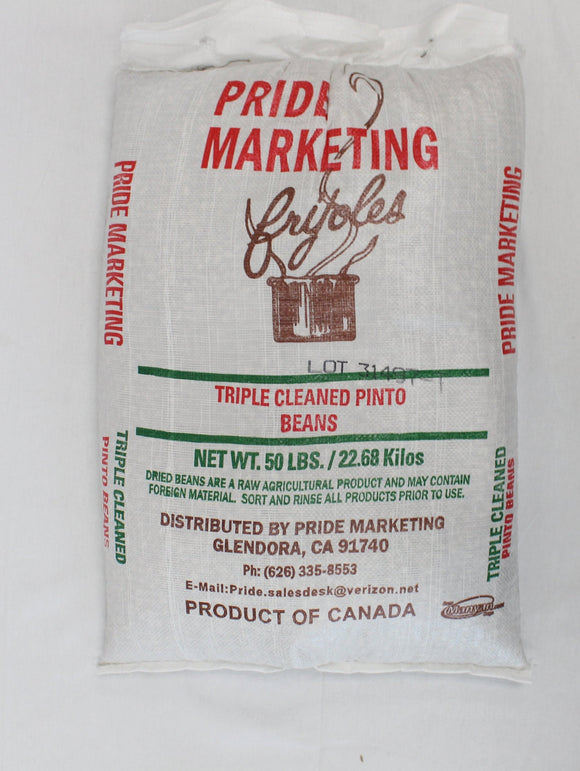 PRIDE
MARKETING
frijoles
LOT
TRIPLE CLEANED PINTO
BEANS
NET WT. 50 LBS. / 22.68 Kilos
DRIED BEANS ARE A RAW AGRICULTURAL PRODUCT AND MAY CONTAIN
FOREIGN MATERIAL. SORT AND RINSE ALL PRODUCTS PRIOR TO USE.
DISTRIBUTED BY PRIDE MARKETING
GLENDORA, CA 91740
Ph: (626) 335-8553
E-Mail:Pride.salesdesk@verizon.net
PRODUCT OF CANADA
PRIDE MARKETING
TRIPLE CLEANED
PINTO BEANS
PRIDE MARKETING
TRIPLE CLEANED
PINTO BEANS